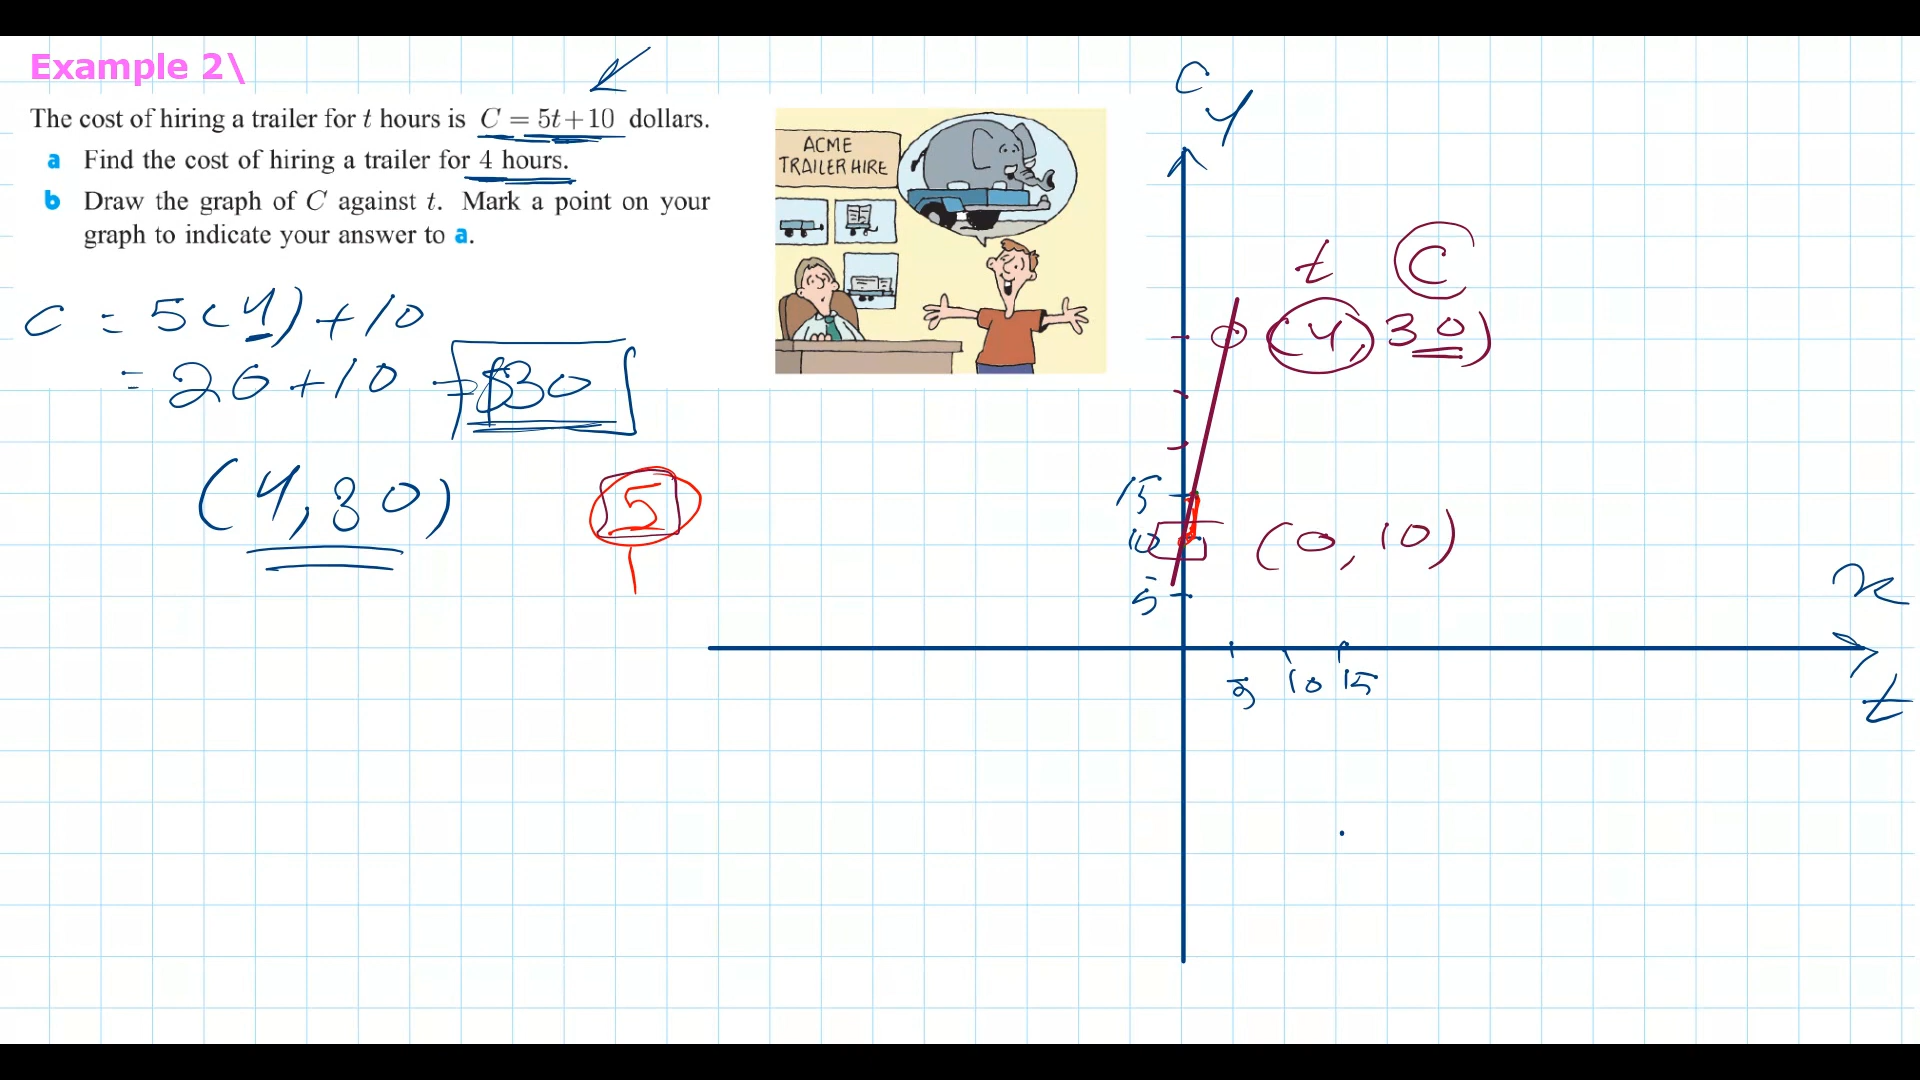 Example 2\
The cost of hiring a trailer for t hours is C = 5t+10 dollars.
a Find the cost of hiring a trailer for 4 hours.
b Draw the graph of C against t. Mark a point on your
graph to indicate your answer to a.
ACME
TRAILER HIRE
C = 5(4)+10
= 20+10 = $30
(4,30)
5
1
C
y
t C
(4,30)
15
10
(0,10)
5
x
5 10 15
t